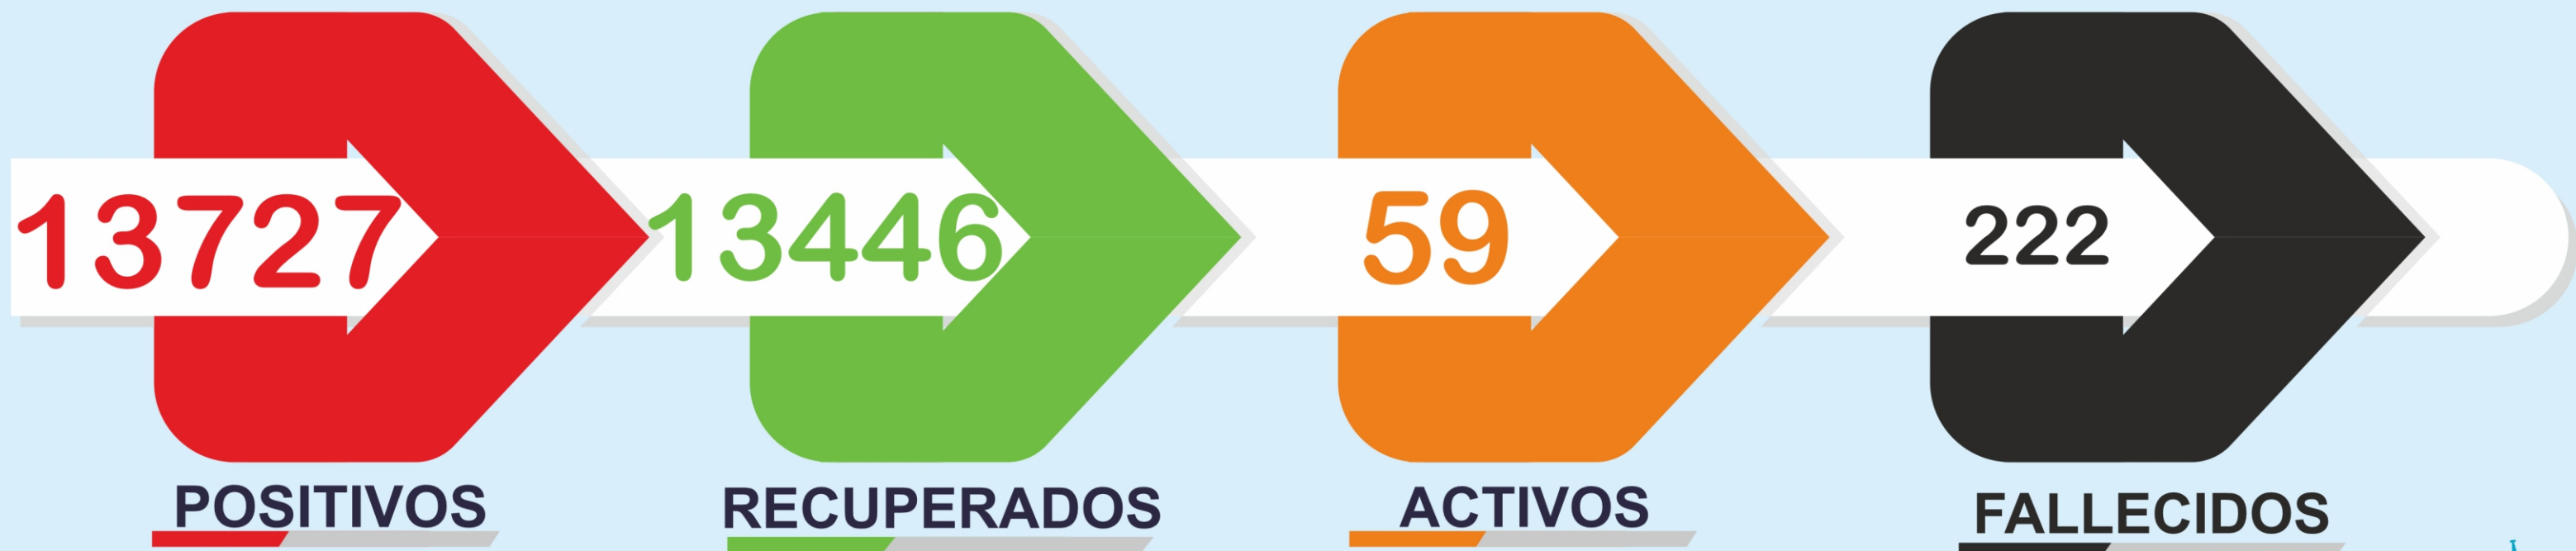 13727 13446 59 222
POSITIVOS RECUPERADOS ACTIVOS FALLECIDOS